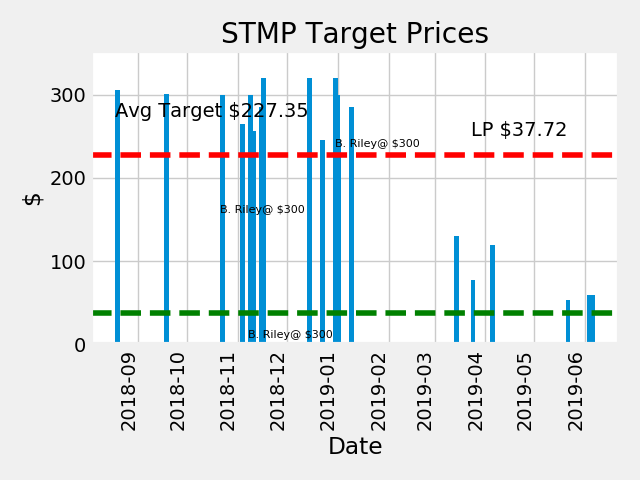 STMP Target Prices
300
Avg Target $227.35
LP $37.72
B. Riley@ $300
200
$
B. Riley@ $300
100
B. Riley@ $300
0
2018-09
2018-10
2018-11
2018-12
2019-01
2019-02
2019-03
2019-04
2019-05
2019-06
Date